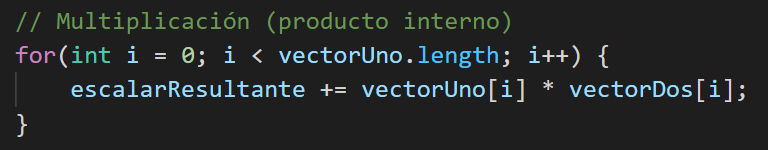 // Multiplicación (producto interno)
for(int i = 0; i < vectorUno.length; i++) {
    escalarResultante += vectorUno[i] * vectorDos[i];
}